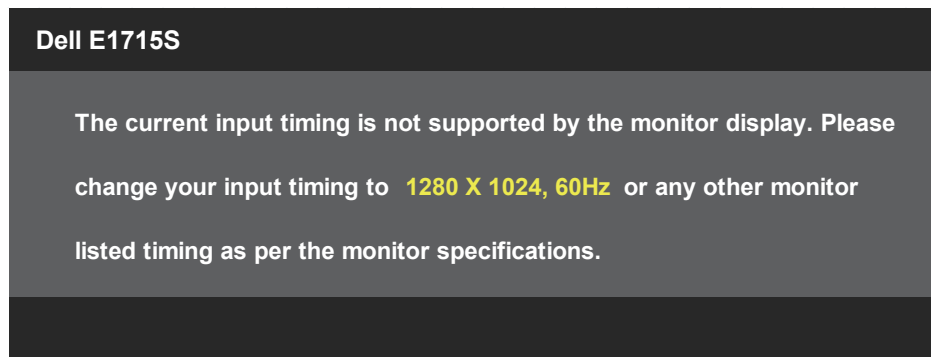 Dell E1715S
The current input timing is not supported by the monitor display. Please
change your input timing to 1280 X 1024, 60Hz or any other monitor
listed timing as per the monitor specifications.